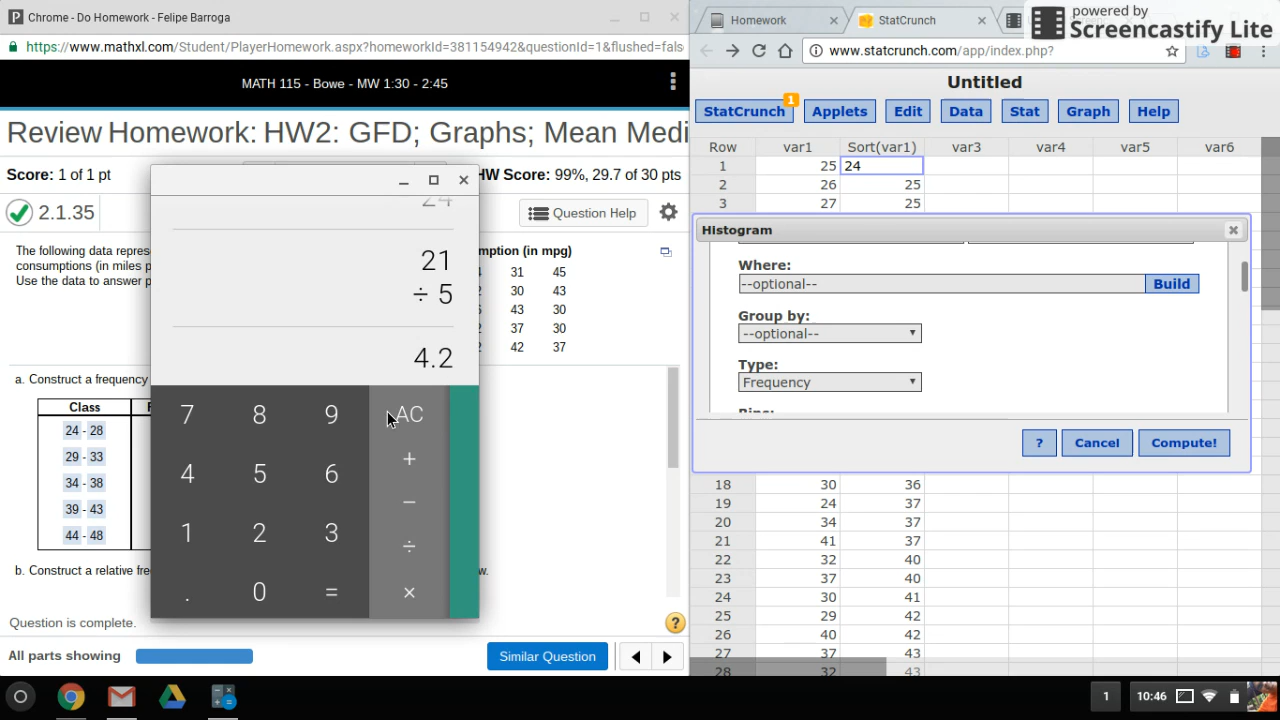 Chrome - Do Homework - Felipe Barroga
https://www.mathxl.com/Student/PlayerHomework.aspx?homeworkId=381154942&questionId=1&flushed=fals
MATH 115 - Bowe - MW 1:30 - 2:45
Review Homework: HW2: GFD; Graphs; Mean Medi
Score: 1 of 1 pt
HW Score: 99%, 29.7 of 30 pts
2.1.35
Question Help
The following data repres
consumptions (in miles p
Use the data to answer p
mption (in mpg)
31 45
30 43
43 30
37 30
42 37
a. Construct a frequency
Class
24 - 28
29 - 33
34 - 38
39 - 43
44 - 48
b. Construct a relative fre
w.
Question is complete.
?
All parts showing
Similar Question
24
21
÷ 5
4.2
7 8 9 AC
4 5 6 +
1 2 3 −
÷
. 0 = ×
Homework
StatCrunch
powered by
Screencastify Lite
www.statcrunch.com/app/index.php?
Untitled
StatCrunch 1 Applets Edit Data Stat Graph Help
Row var1 Sort(var1) var3 var4 var5 var6
1 25 24
2 26 25
3 27 25
Histogram
Where:
--optional--
Build
Group by:
--optional--
Type:
Frequency
Bins:
? Cancel Compute!
18 30 36
19 24 37
20 34 37
21 41 37
22 32 40
23 37 40
24 30 41
25 29 42
26 40 42
27 37 43
28 32 43
1 10:46